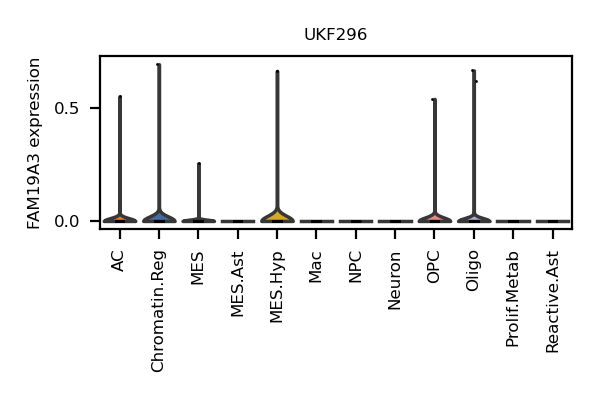 UKF296
FAM19A3 expression
0.5
0.0
AC
Chromatin.Reg
MES
MES.Ast
MES.Hyp
Mac
NPC
Neuron
OPC
Oligo
Prolif.Metab
Reactive.Ast